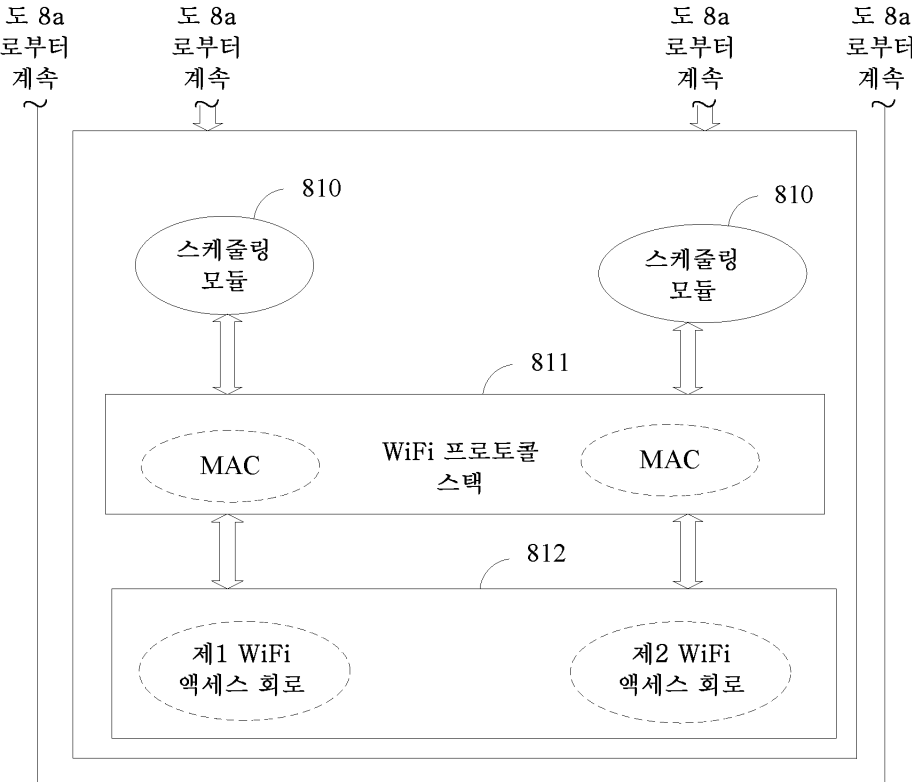 도 8a
로부터
계속
도 8a
로부터
계속
도 8a
로부터
계속
도 8a
로부터
계속
810
스케줄링
모듈
810
스케줄링
모듈
811
MAC
WiFi 프로토콜
스택
MAC
812
제1 WiFi
액세스 회로
제2 WiFi
액세스 회로